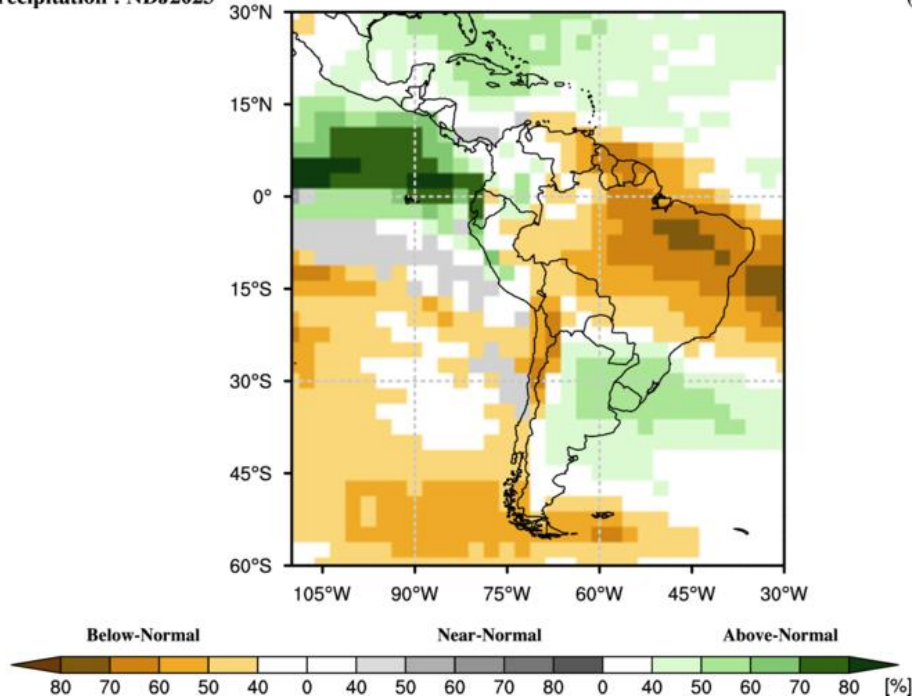 30°N
15°N
0°
15°S
30°S
45°S
60°S
105°W 90°W 75°W 60°W 45°W 30°W
Below-Normal Near-Normal Above-Normal
80 70 60 50 40 0 40 50 60 70 80 0 40 50 60 70 80 [%]